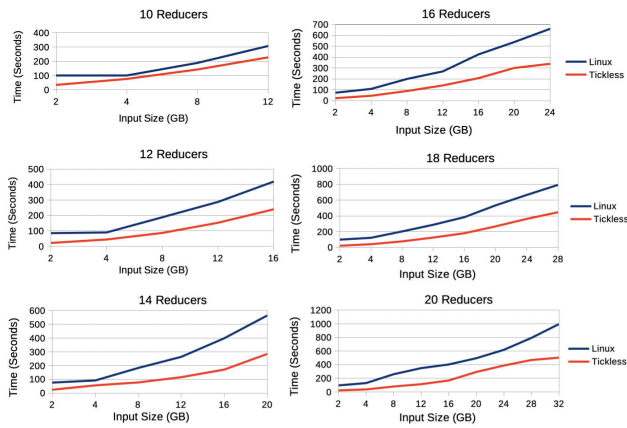 10 Reducers
Time (Seconds)
400
300
200
100
0
2 4 8 12
Input Size (GB)
16 Reducers
Time (Seconds)
700
600
500
400
300
200
100
0
2 4 8 12 16 20 24
Input Size (GB)
Linux
Tickless
12 Reducers
Time (Seconds)
500
400
300
200
100
0
2 4 8 12 16
Input Size (GB)
18 Reducers
Time (Seconds)
1000
800
600
400
200
0
2 4 8 12 16 20 24 28
Input Size (GB)
Linux
Tickless
14 Reducers
Time (Seconds)
600
500
400
300
200
100
0
2 4 8 12 16 20
Input Size (GB)
20 Reducers
Time (Seconds)
1200
1000
800
600
400
200
0
2 4 8 12 16 20 24 28 32
Input Size (GB)
Linux
Tickless